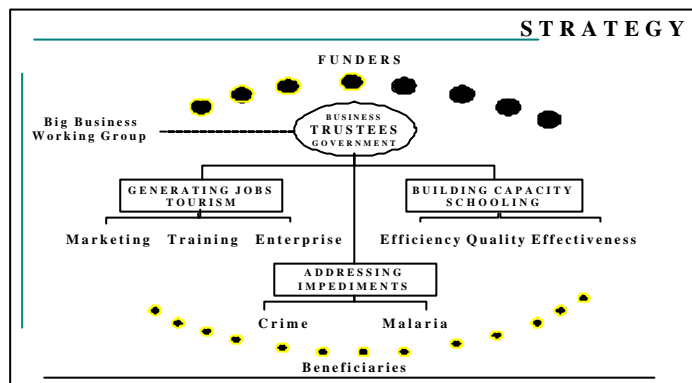 STRATEGY
FUNDERS
Big Business
Working Group
BUSINESS
TRUSTEES
GOVERNMENT
GENERATING JOBS
TOURISM
BUILDING CAPACITY
SCHOOLING
Marketing Training Enterprise
Efficiency Quality Effectiveness
ADDRESSING
IMPEDIMENTS
Crime Malaria
Beneficiaries